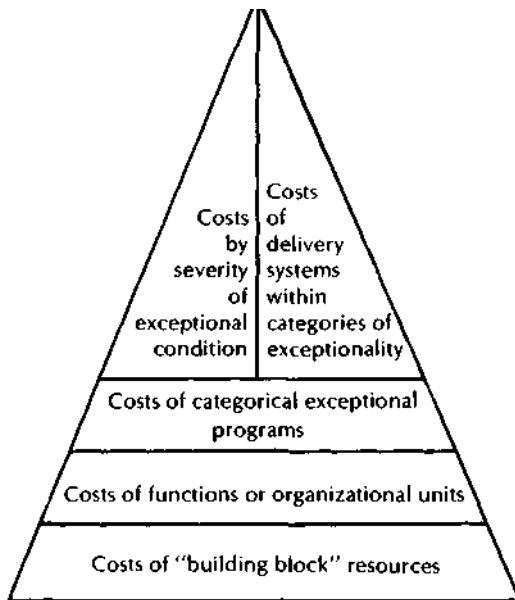 Costs
by
severity
of
exceptional
condition
Costs
of
delivery
systems
within
categories of
exceptionality
Costs of categorical exceptional
programs
Costs of functions or organizational units
Costs of "building block" resources